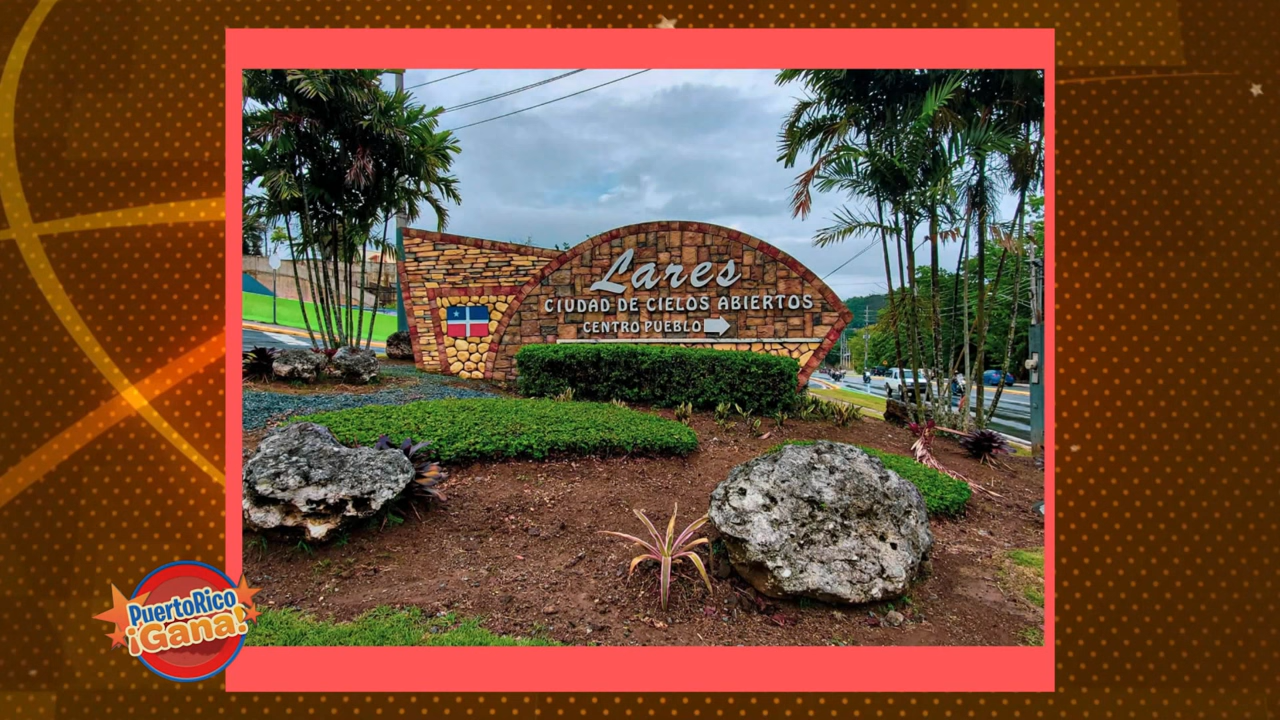 Lares
CIUDAD DE CIELOS ABIERTOS
CENTRO PUEBLO
PuertoRico
¡Gana!